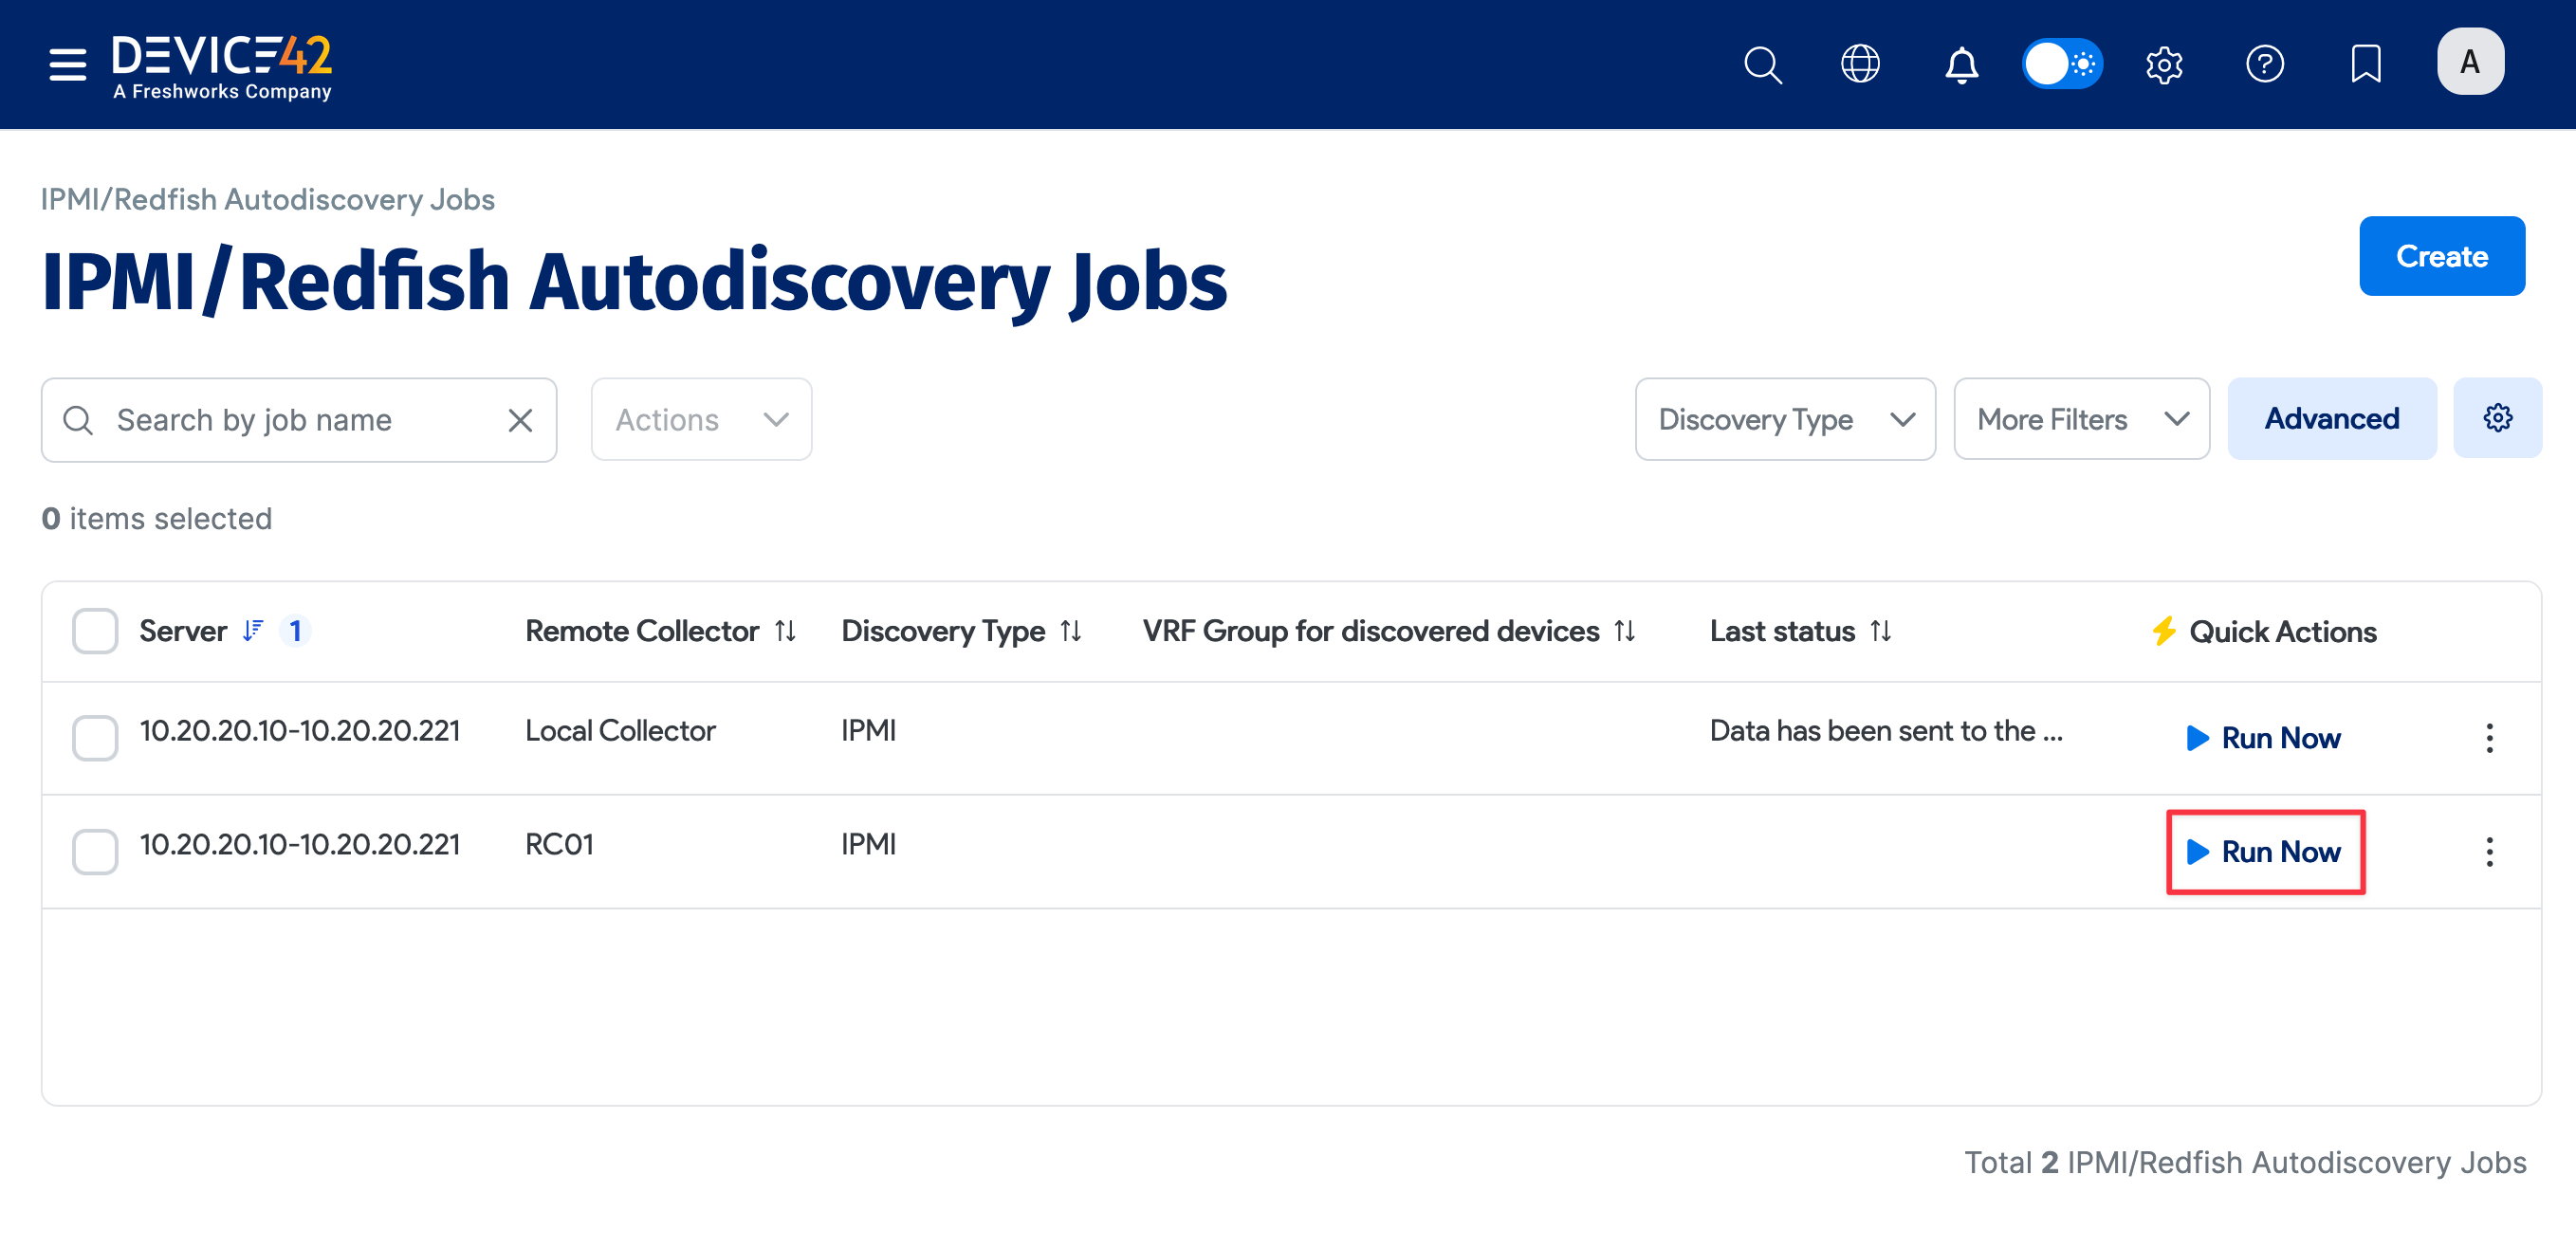 DEVICE42
A Freshworks Company
A
IPMI/Redfish Autodiscovery Jobs
IPMI/Redfish Autodiscovery Jobs
Create
Search by job name
Actions
Discovery Type
More Filters
Advanced
0 items selected
Server 1 Remote Collector Discovery Type VRF Group for discovered devices Last status Quick Actions
10.20.20.10-10.20.20.221 Local Collector IPMI Data has been sent to the ... Run Now
10.20.20.10-10.20.20.221 RC01 IPMI Run Now
Total 2 IPMI/Redfish Autodiscovery Jobs